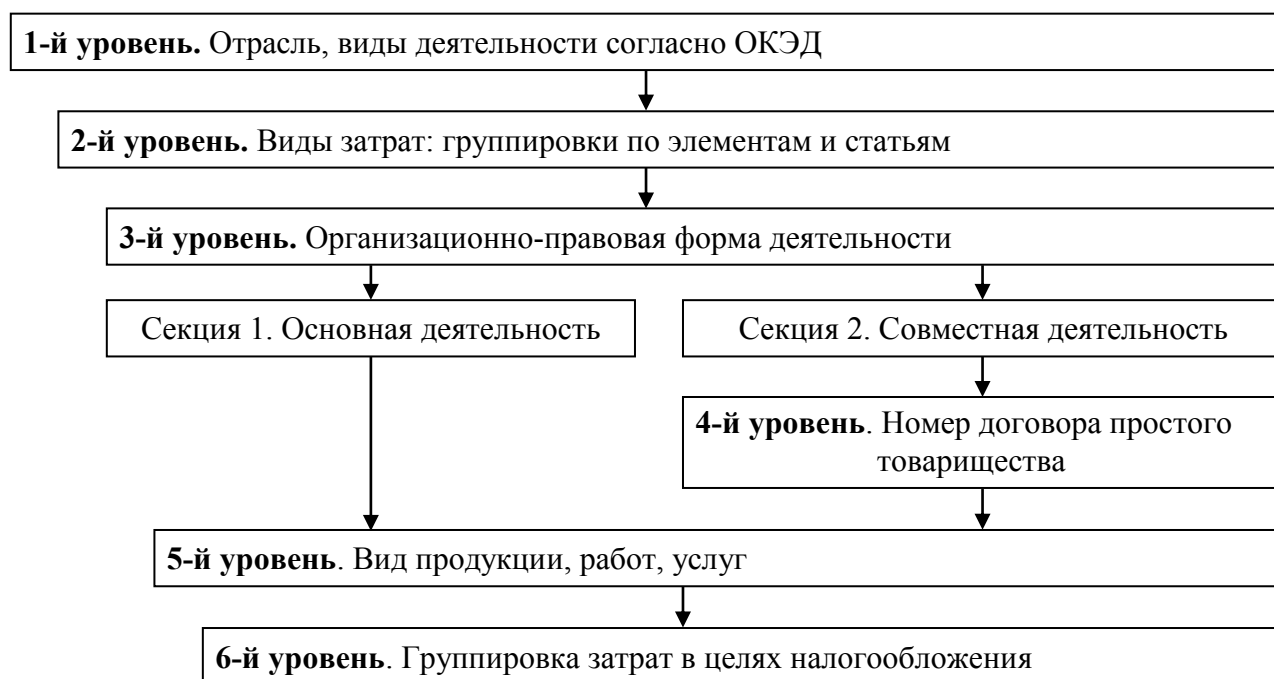 1-й уровень. Отрасль, виды деятельности согласно ОКЭД
2-й уровень. Виды затрат: группировки по элементам и статьям
3-й уровень. Организационно-правовая форма деятельности
Секция 1. Основная деятельность
Секция 2. Совместная деятельность
4-й уровень. Номер договора простого
товарищества
5-й уровень. Вид продукции, работ, услуг
6-й уровень. Группировка затрат в целях налогообложения